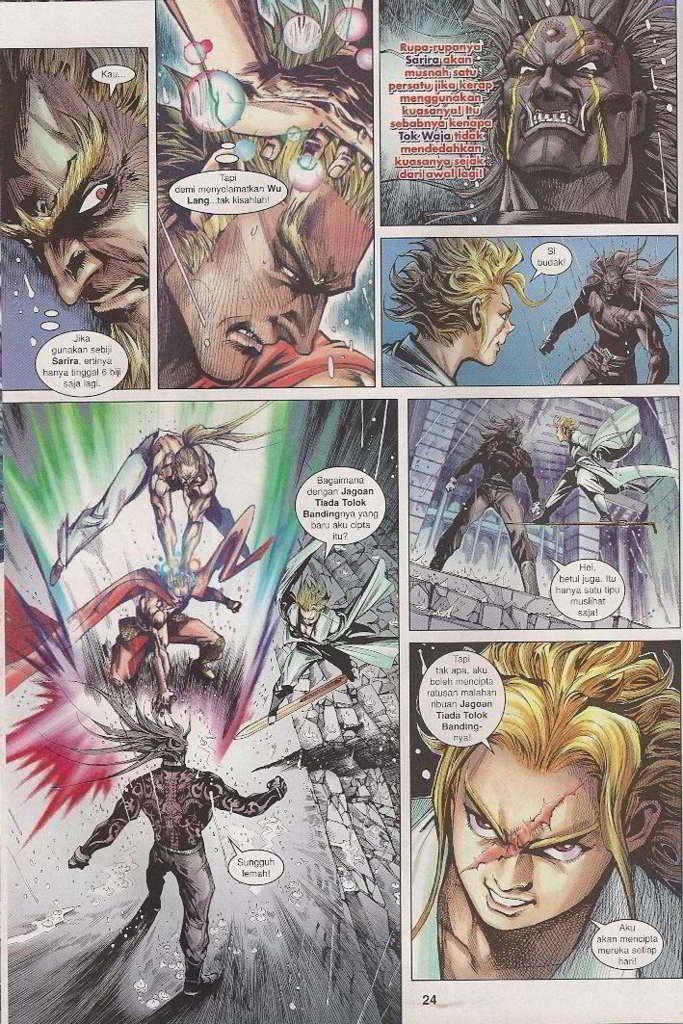 Kau...
Jika
gunakan sebiji
Sarira, ertinya
hanya tinggal 6 biji
saja lagi.
Tapi
demi menyelamatkan Wu
Lang...tak kisahluh!
Rupa-rupanya
Sarira akan
musnah satu
persatu jika kerap
menggunakan
kuasanya! Itu
sebabnya kenapa
Tok Waja tidak
mendedahkan
kuasanya sejak
dari awal lagi!
Si
budak!
Bagaimana
dengan Jagoan
Tiada Tolok
Bandingnya yang
baru aku cipta
itu?
Sungguh
lemah!
Hei,
betul juga. Itu
hanya satu tipu
muslihat
saja!
Tapi
tak apa, aku
boleh mencipta
ratusan malahan
ribuan Jagoan
Tiada Tolok
Banding-
nya!
Aku
akan mencipta
mereka setiap
hari!
24